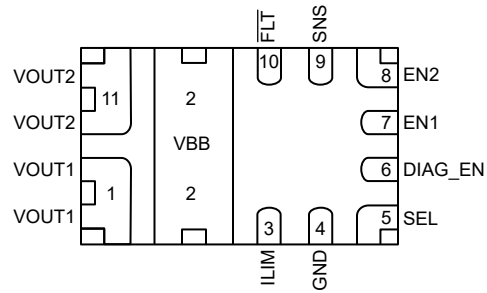 FLT
SNS
10
9
VOUT2
11
2
8
EN2
VOUT2
7
EN1
VBB
VOUT1
6
DIAG_EN
1
2
VOUT1
3
4
5
SEL
ILIM
GND